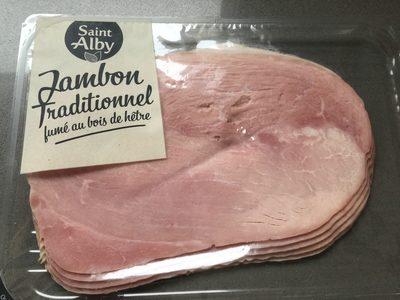 Saint
Alby
Jambon
Traditionnel
fumé au bois de hêtre